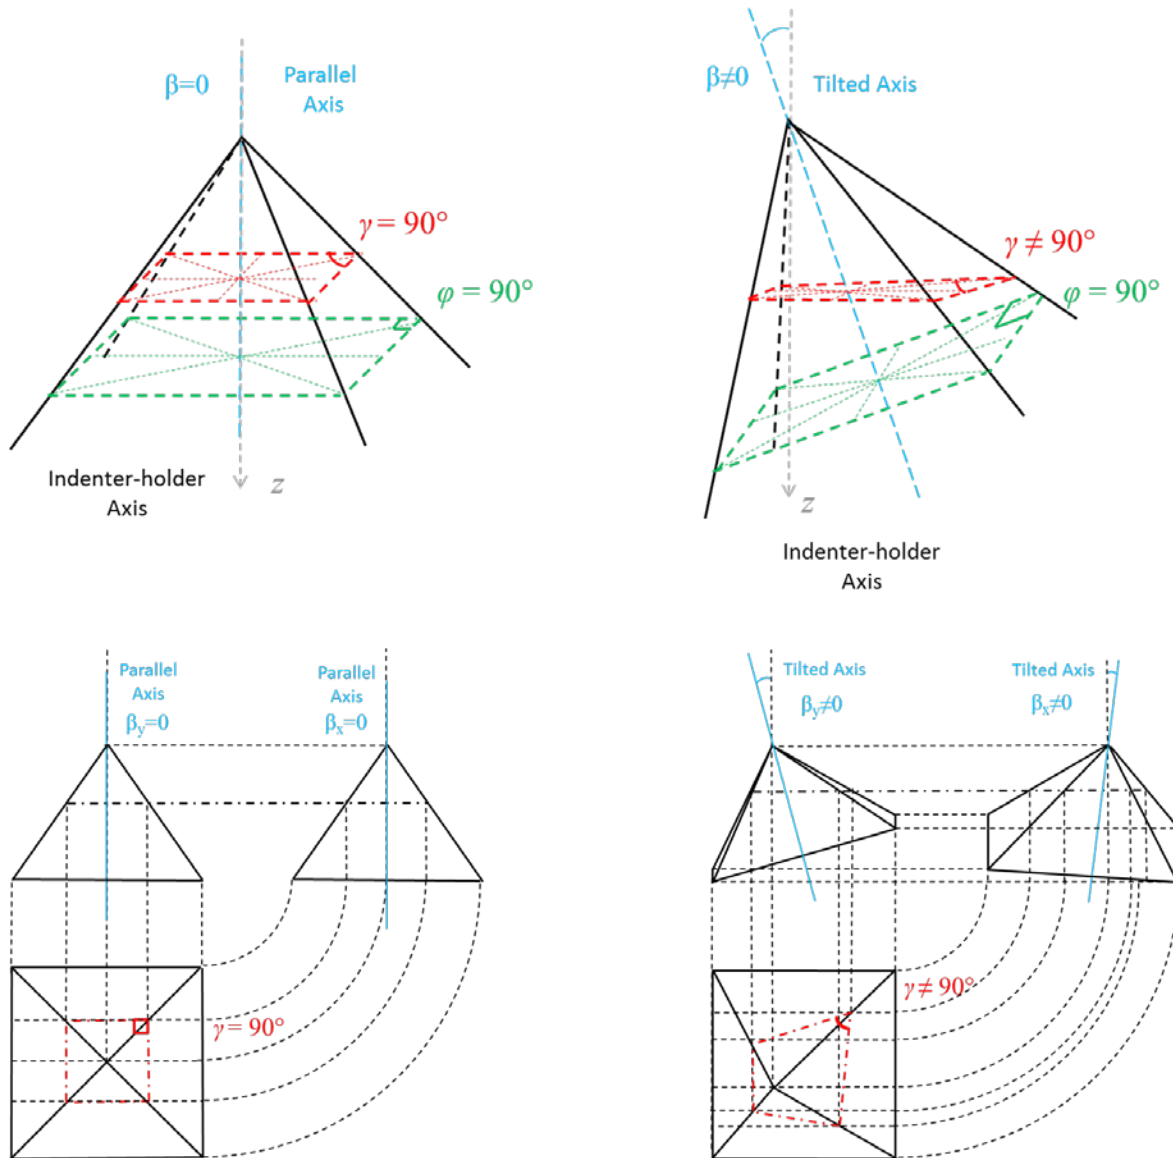 β=0
Parallel
Axis
γ = 90°
φ = 90°
Indenter-holder
Axis
z
β≠0
Tilted Axis
γ ≠ 90°
φ = 90°
z
Indenter-holder
Axis
Parallel
Axis
βy=0
Parallel
Axis
βx=0
γ = 90°
Tilted Axis
βy≠0
Tilted Axis
βx≠0
γ ≠ 90°